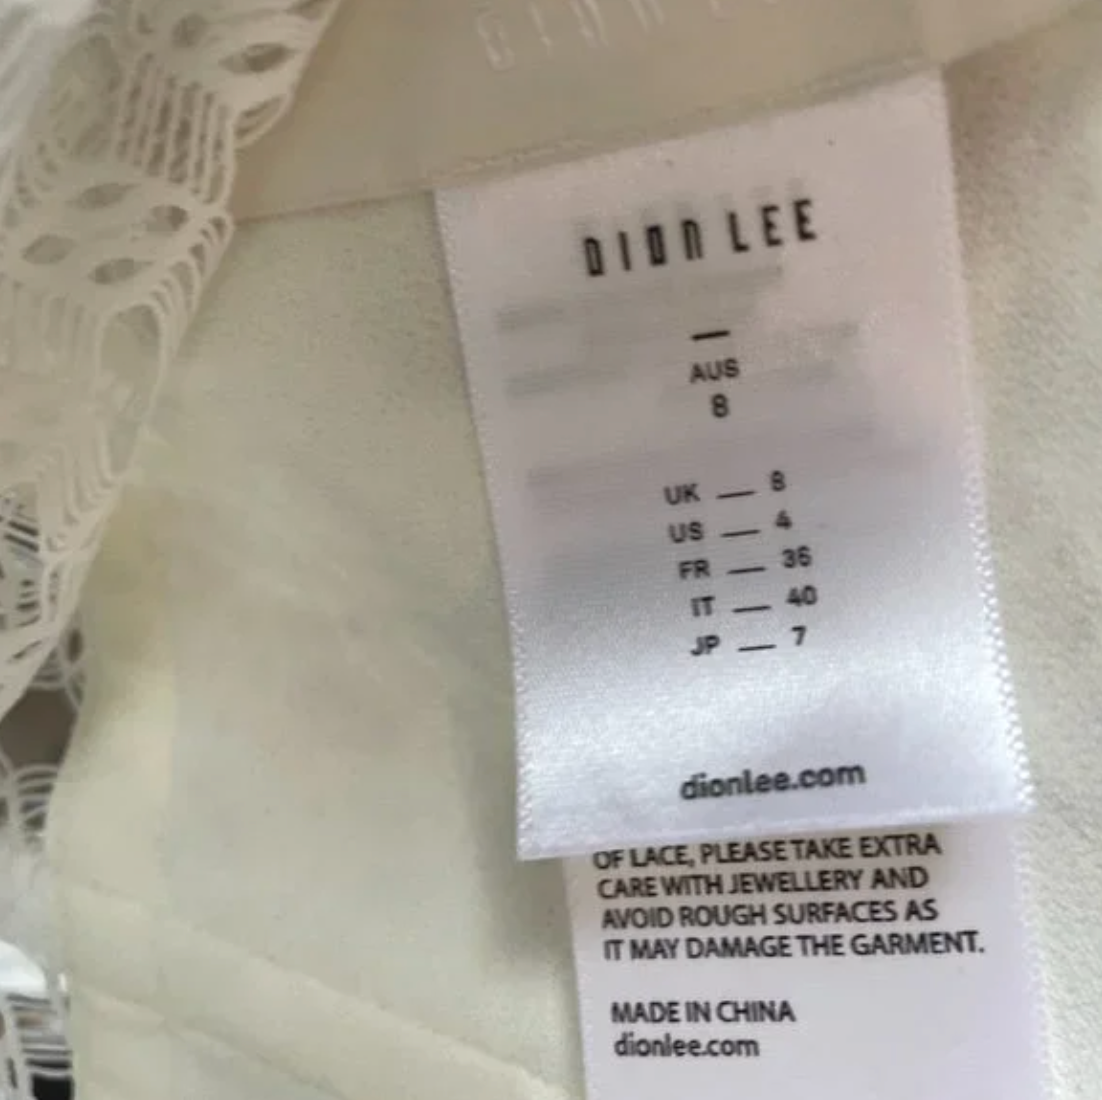 DION LEE
—
AUS
8
UK — 8
US — 4
FR — 36
IT — 40
JP — 7
dionlee.com
OF LACE, PLEASE TAKE EXTRA
CARE WITH JEWELLERY AND
AVOID ROUGH SURFACES AS
IT MAY DAMAGE THE GARMENT.
MADE IN CHINA
dionlee.com